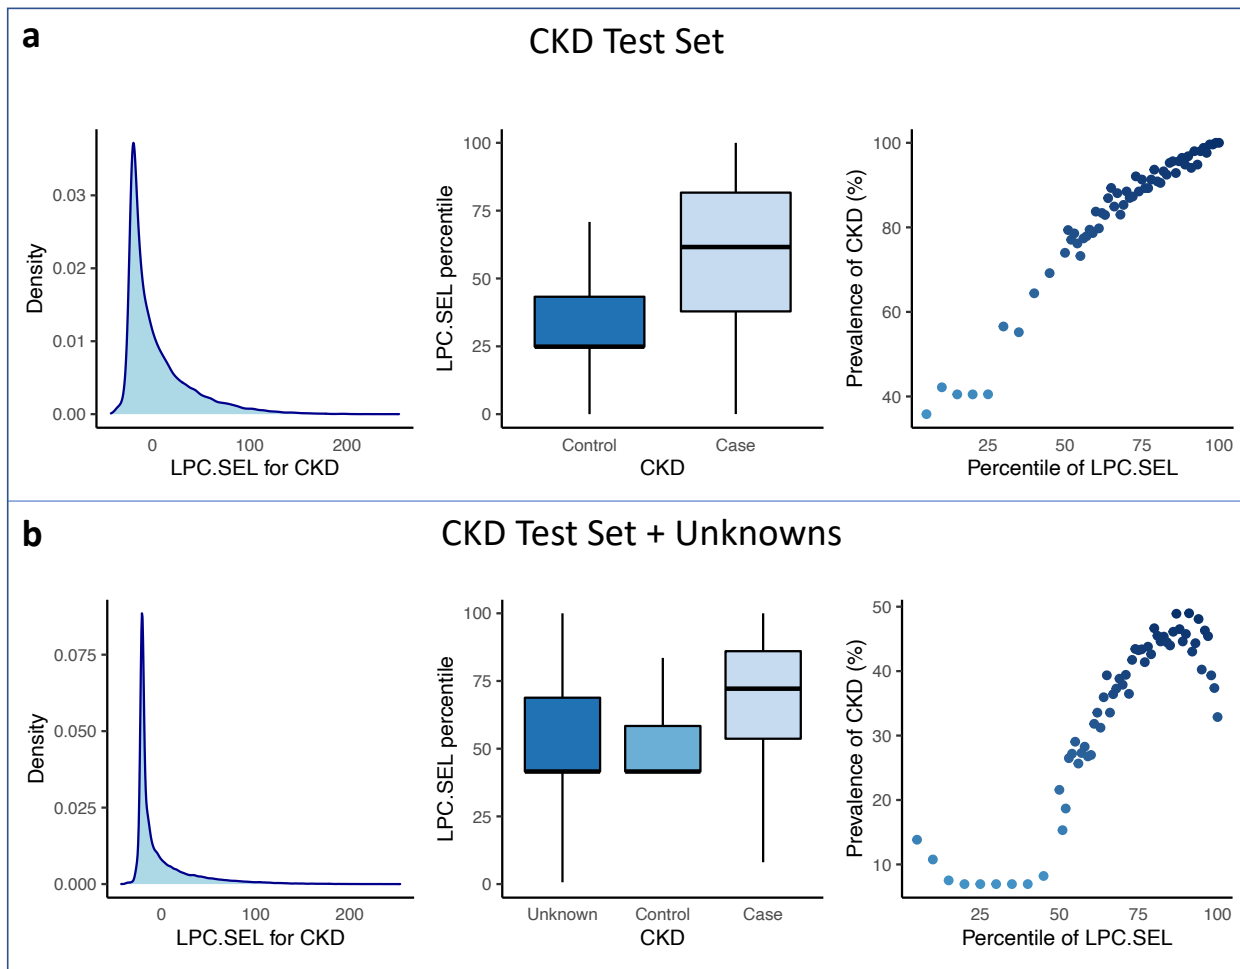 a
CKD Test Set
Density
0.03
0.02
0.01
0.00
0 100 200
LPC.SEL for CKD
LPC.SEL percentile
100
75
50
25
0
Control Case
CKD
Prevalence of CKD (%)
100
80
60
40
25 50 75 100
Percentile of LPC.SEL
b
CKD Test Set + Unknowns
Density
0.075
0.050
0.025
0.000
0 100 200
LPC.SEL for CKD
LPC.SEL percentile
100
75
50
25
0
Unknown Control Case
CKD
Prevalence of CKD (%)
50
40
30
20
10
25 50 75 100
Percentile of LPC.SEL